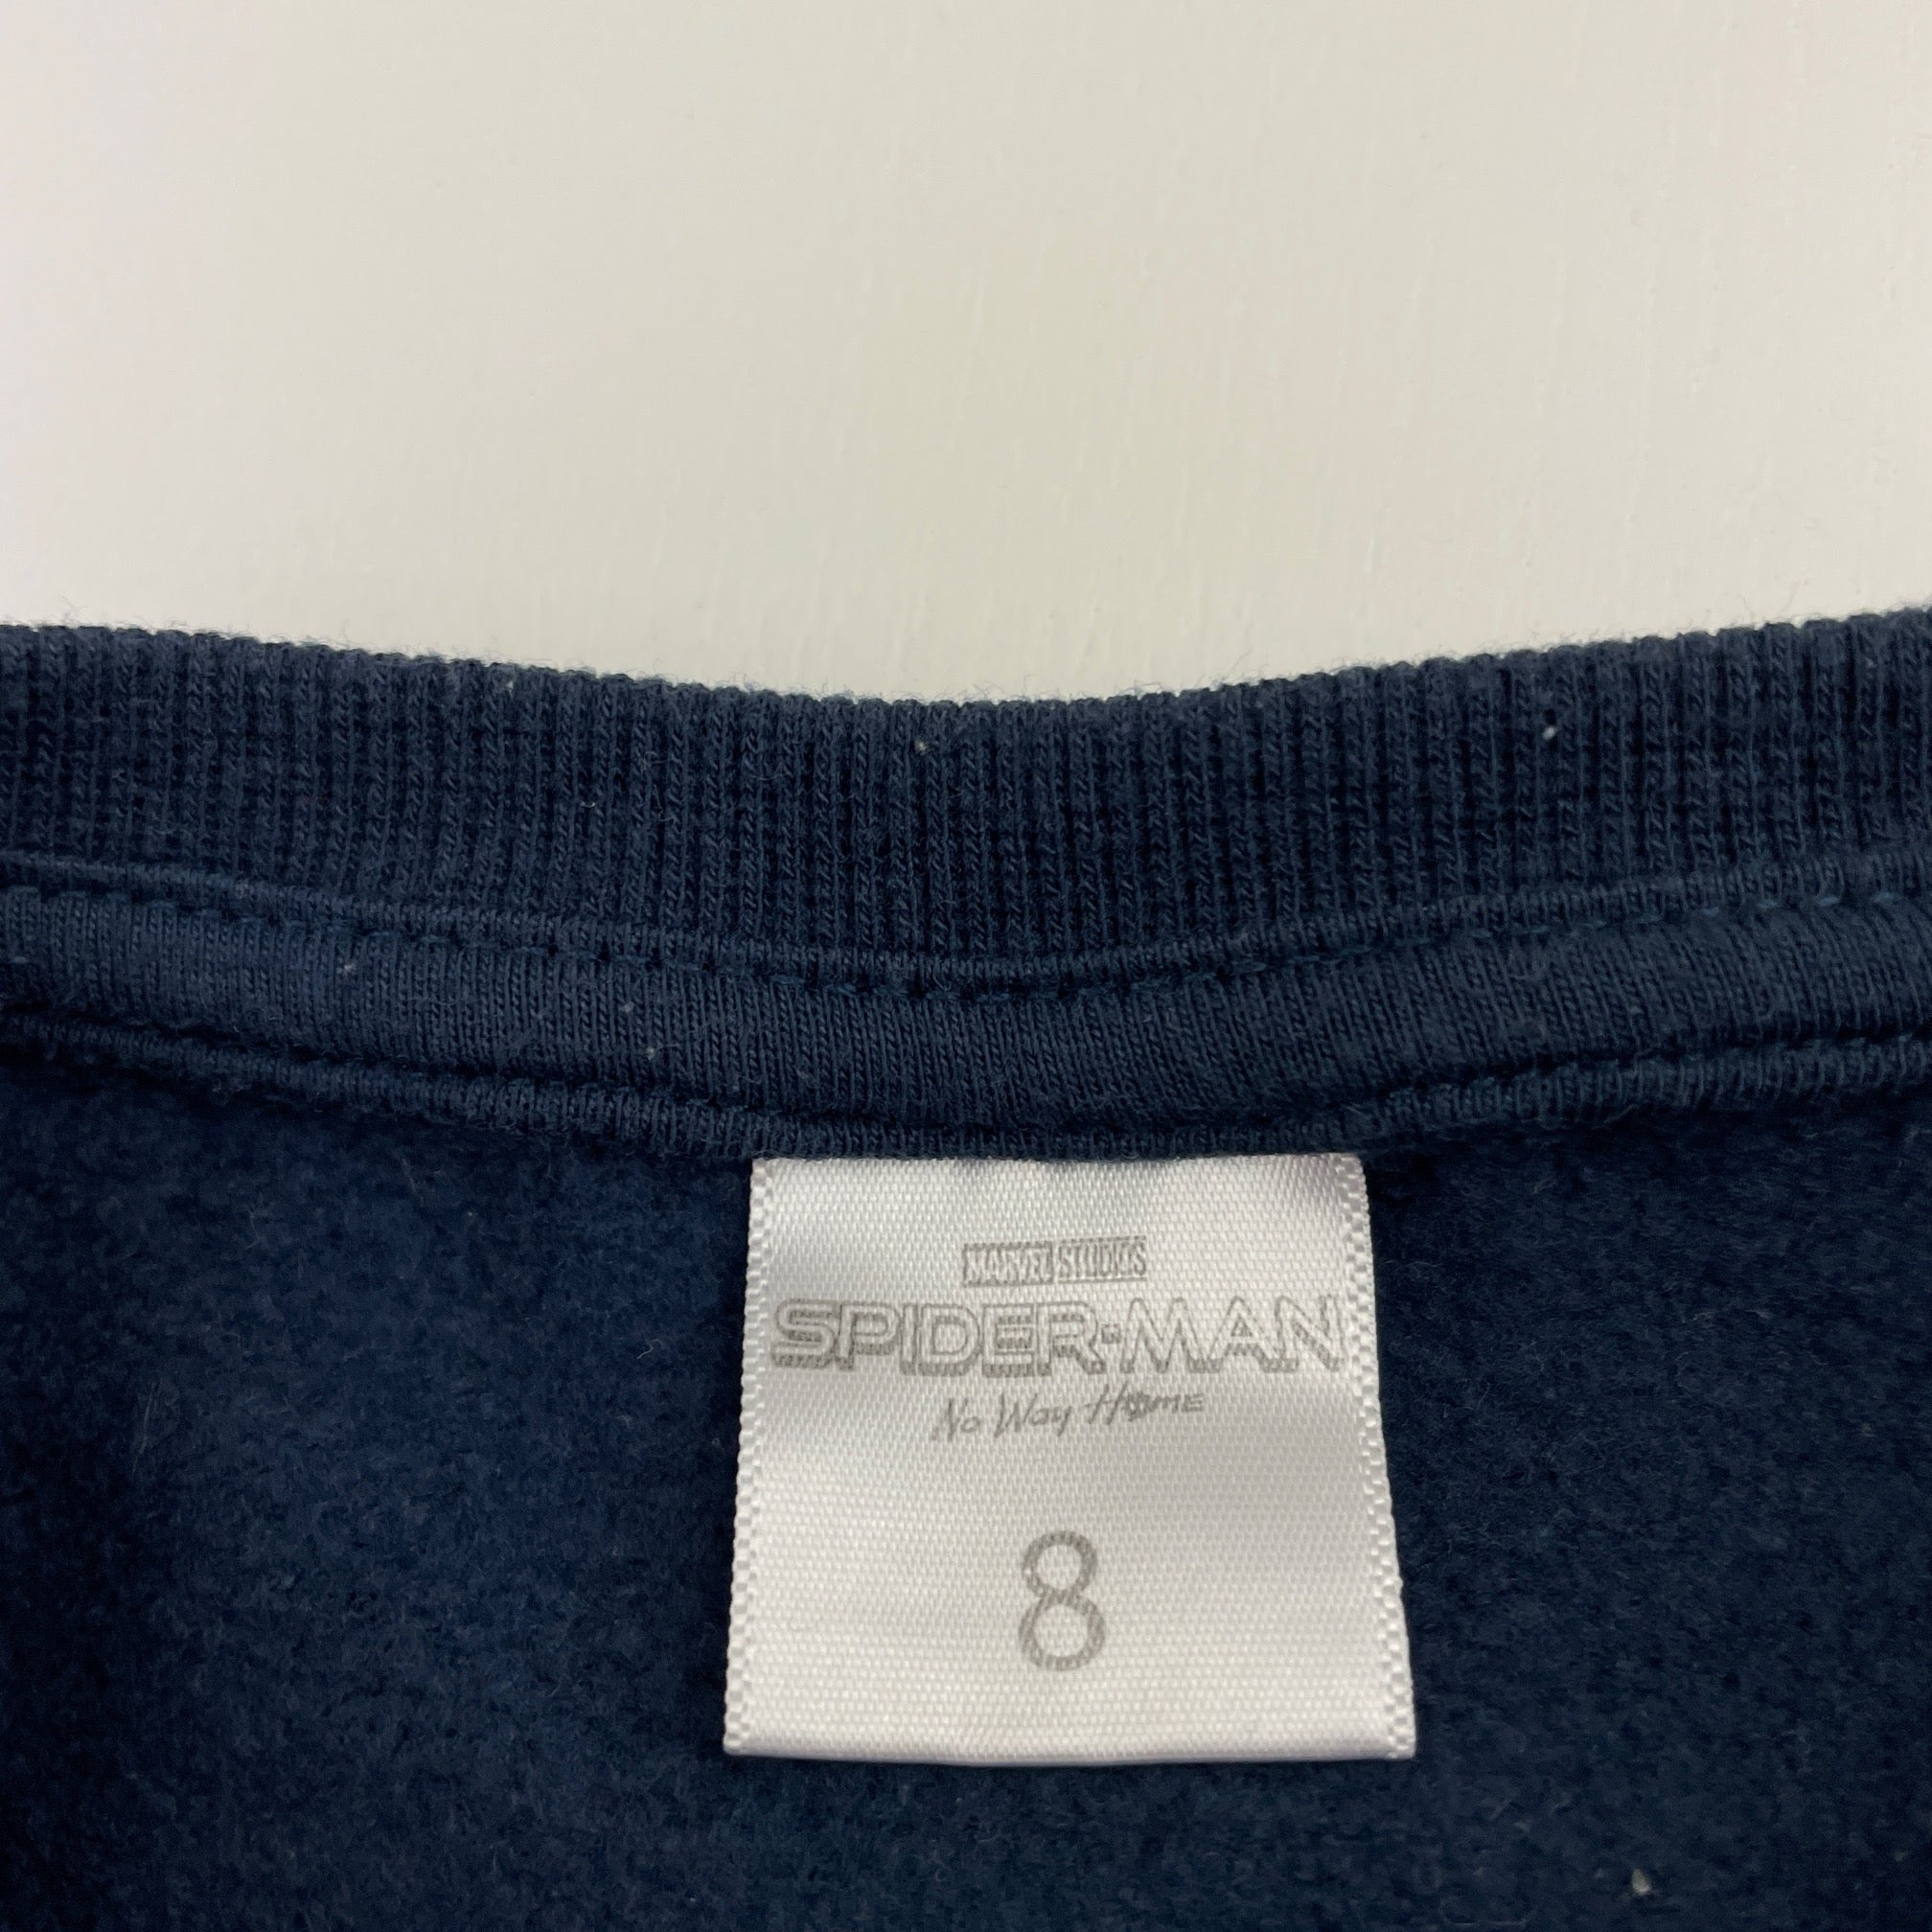 MARVEL STUDIOS
SPIDER-MAN
No Way Home
8